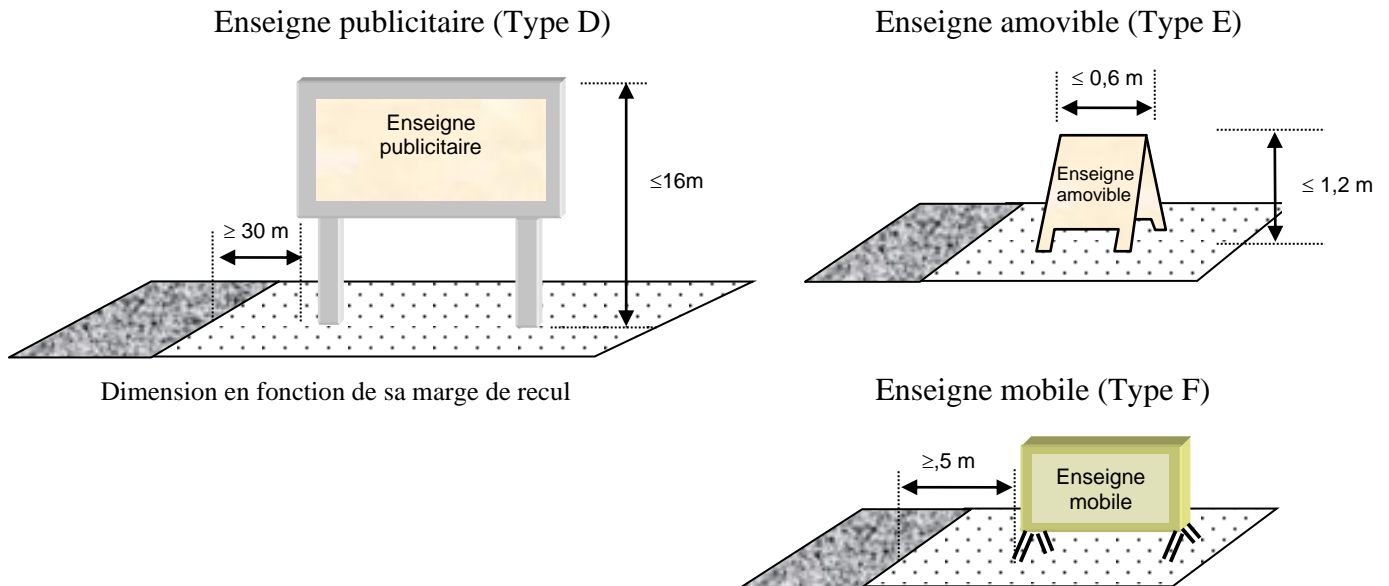 Enseigne publicitaire (Type D)
Enseigne
publicitaire
≤16m
≥ 30 m
Dimension en fonction de sa marge de recul
Enseigne amovible (Type E)
≤ 0,6 m
Enseigne
amovible
≤ 1,2 m
Enseigne mobile (Type F)
≥,5 m
Enseigne
mobile